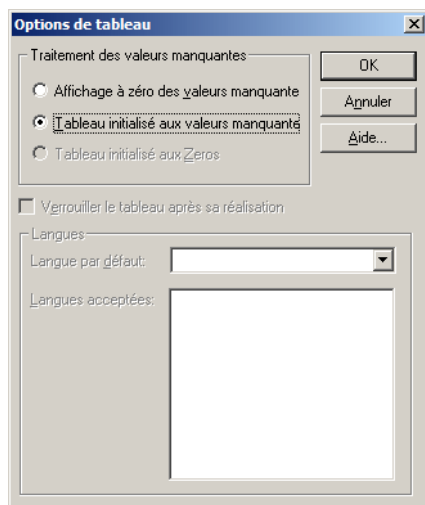 Options de tableau
Traitement des valeurs manquantes
OK
Affichage à zéro des valeurs manquante
Annuler
Tableau initialisé aux valeurs manquante
Aide...
Tableau initialisé aux Zeros
Verrouiller le tableau après sa réalisation
Langues
Langue par défaut:
Langues acceptées: